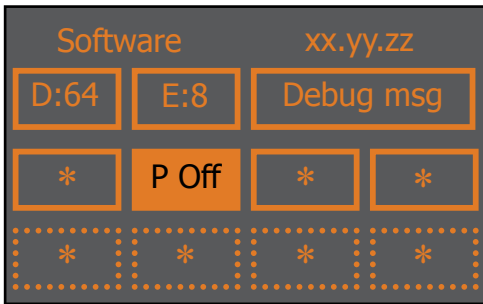 Software xx.yy.zz
D:64 E:8 Debug msg
* P Off * *
* * * *